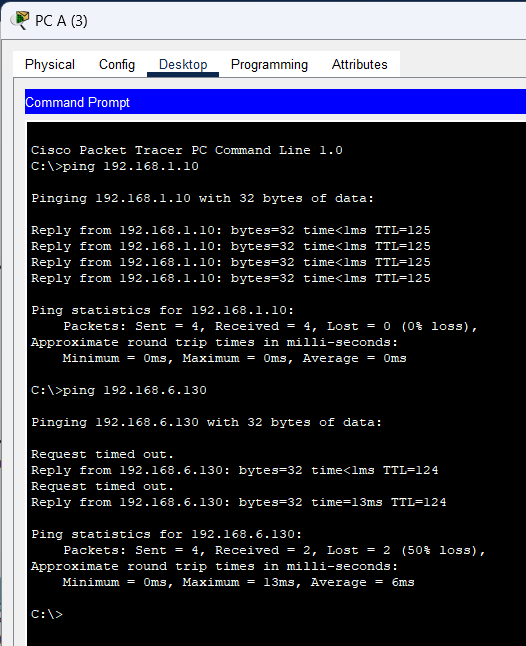 PC A (3)
Physical Config Desktop Programming Attributes
Command Prompt
Cisco Packet Tracer PC Command Line 1.0
C:\>ping 192.168.1.10
Pinging 192.168.1.10 with 32 bytes of data:
Reply from 192.168.1.10: bytes=32 time<1ms TTL=125
Reply from 192.168.1.10: bytes=32 time<1ms TTL=125
Reply from 192.168.1.10: bytes=32 time<1ms TTL=125
Reply from 192.168.1.10: bytes=32 time<1ms TTL=125
Ping statistics for 192.168.1.10:
Packets: Sent = 4, Received = 4, Lost = 0 (0% loss),
Approximate round trip times in milli-seconds:
Minimum = 0ms, Maximum = 0ms, Average = 0ms
C:\>ping 192.168.6.130
Pinging 192.168.6.130 with 32 bytes of data:
Request timed out.
Reply from 192.168.6.130: bytes=32 time<1ms TTL=124
Request timed out.
Reply from 192.168.6.130: bytes=32 time=13ms TTL=124
Ping statistics for 192.168.6.130:
Packets: Sent = 4, Received = 2, Lost = 2 (50% loss),
Approximate round trip times in milli-seconds:
Minimum = 0ms, Maximum = 13ms, Average = 6ms
C:\>